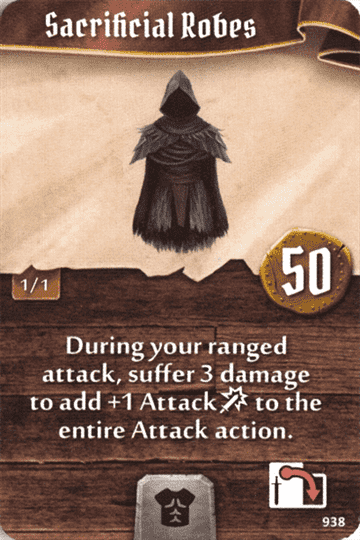 Sacrificial Robes
50
1/1
During your ranged
attack, suffer 3 damage
to add +1 Attack to the
entire Attack action.
938